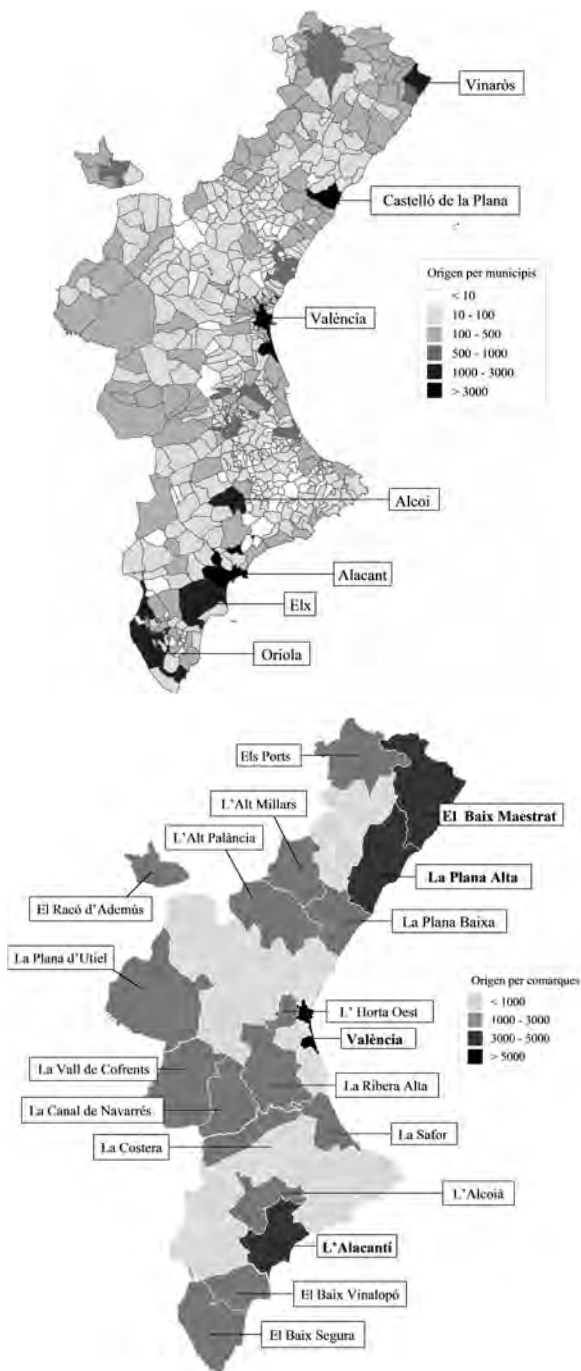 Vinaròs
Castelló de la Plana
Origen per municipis
< 10
10 - 100
100 - 500
500 - 1000
1000 - 3000
> 3000
València
Alcoi
Alacant
Elx
Oriola
Els Ports
L'Alt Millars
El Baix Maestrat
L'Alt Palància
La Plana Alta
El Racó d'Ademús
La Plana Baixa
La Plana d'Utiel
Origen per comarques
< 1000
1000 - 3000
3000 - 5000
> 5000
L' Horta Oest
València
La Vall de Cofrents
La Ribera Alta
La Canal de Navarrés
La Safor
La Costera
L'Alcoià
L'Alacantí
El Baix Vinalopó
El Baix Segura